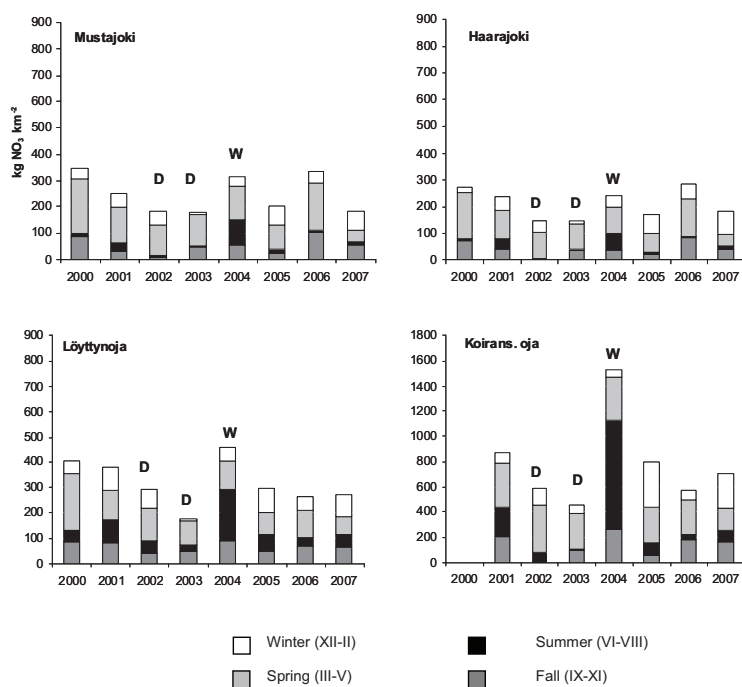 Mustajoki
kg NO3 km-2
900
800
700
600
500
400
300
200
100
0
D D W
2000 2001 2002 2003 2004 2005 2006 2007
Haarajoki
900
800
700
600
500
400
300
200
100
0
D D W
2000 2001 2002 2003 2004 2005 2006 2007
Löyttynoja
900
800
700
600
500
400
300
200
100
0
D D W
2000 2001 2002 2003 2004 2005 2006 2007
Koirans. oja
1800
1600
1400
1200
1000
800
600
400
200
0
D D W
2000 2001 2002 2003 2004 2005 2006 2007
Winter (XII-II) Summer (VI-VIII)
Spring (III-V) Fall (IX-XI)